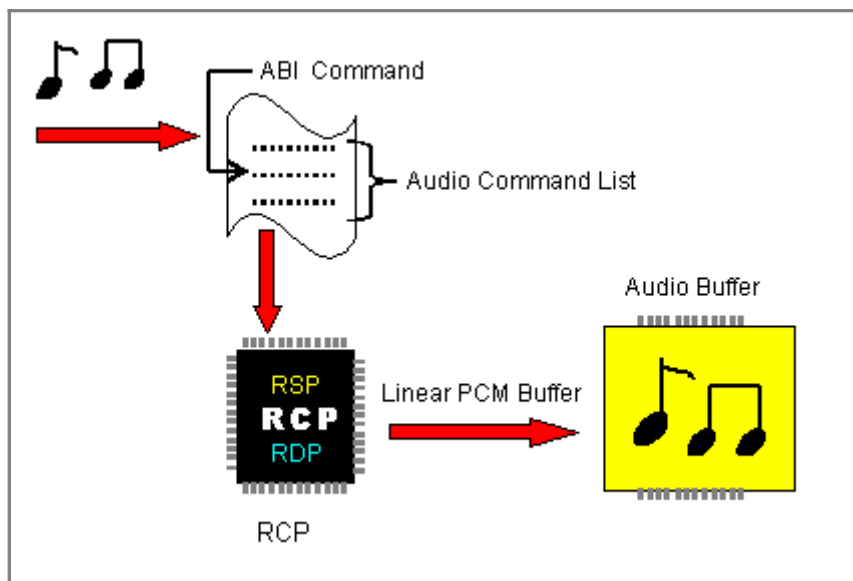 ABI Command
Audio Command List
Audio Buffer
RSP
RCP
RDP
Linear PCM Buffer
RCP